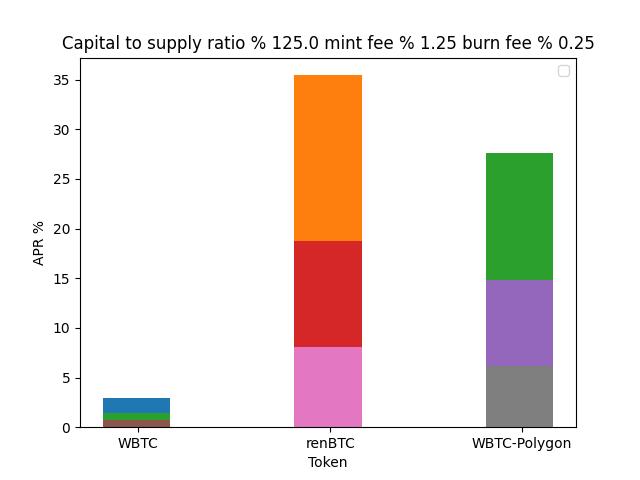 Capital to supply ratio % 125.0 mint fee % 1.25 burn fee % 0.25
35
30
25
20
15
10
5
0
APR %
WBTC
renBTC
WBTC-Polygon
Token